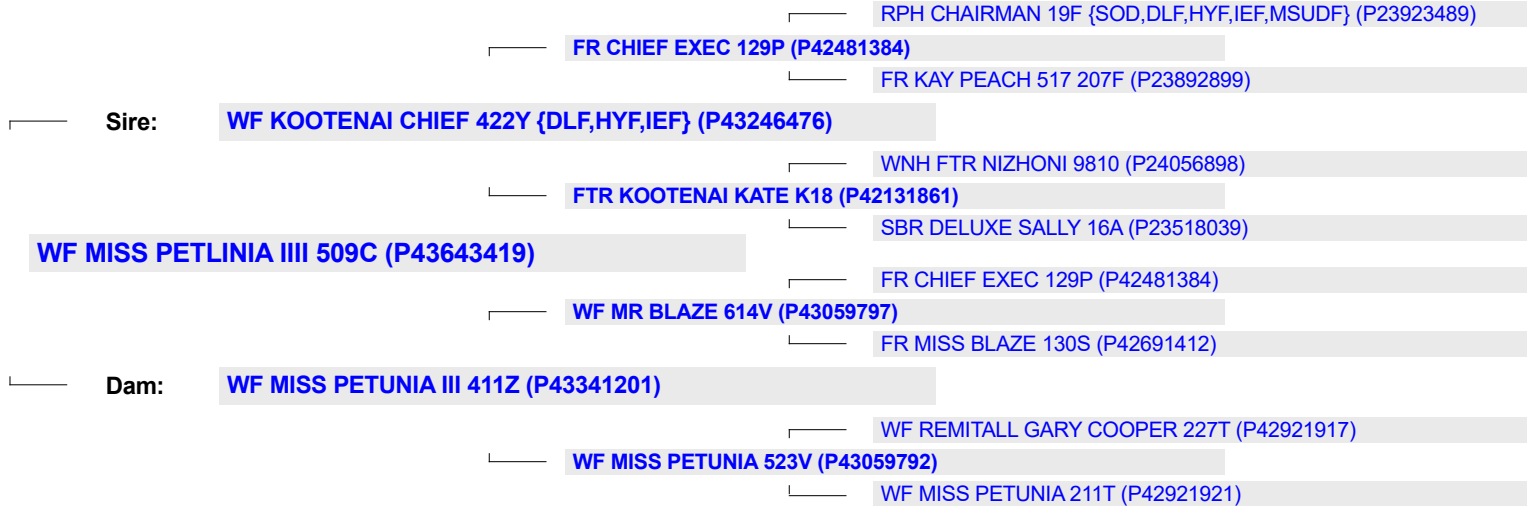 RPH CHAIRMAN 19F {SOD,DLF,HYF,IEF,MSUDF} (P23923489)
FR CHIEF EXEC 129P (P42481384)
FR KAY PEACH 517 207F (P23892899)
Sire: WF KOOTENAI CHIEF 422Y {DLF,HYF,IEF} (P43246476)
WNH FTR NIZHONI 9810 (P24056898)
FTR KOOTENAI KATE K18 (P42131861)
SBR DELUXE SALLY 16A (P23518039)
WF MISS PETLINIA IIII 509C (P43643419)
FR CHIEF EXEC 129P (P42481384)
WF MR BLAZE 614V (P43059797)
FR MISS BLAZE 130S (P42691412)
Dam: WF MISS PETUNIA III 411Z (P43341201)
WF REMITALL GARY COOPER 227T (P42921917)
WF MISS PETUNIA 523V (P43059792)
WF MISS PETUNIA 211T (P42921921)